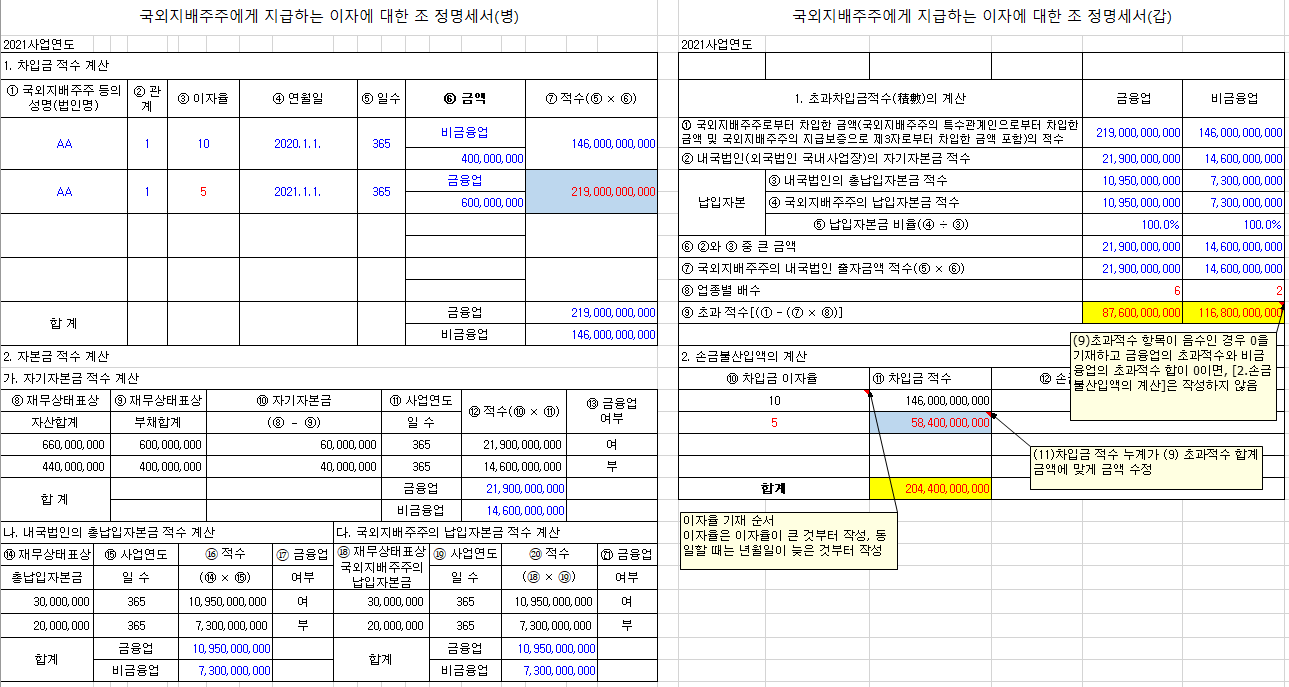 국외지배주주에게 지급하는 이자에 대한 조 정명세서(병)
2021사업연도
1. 차입금 적수 계산
① 국외지배주주 등의 성명(법인명) ② 관계 ③ 이자율 ④ 연월일 ⑤ 일수 ⑥ 금액 ⑦ 적수(⑤ × ⑥)
AA 1 10 2020.1.1. 365 비금융업 146,000,000,000
400,000,000
AA 1 5 2021.1.1. 365 금융업 219,000,000,000
600,000,000
합 계 금융업 219,000,000,000
비금융업 146,000,000,000
2. 자본금 적수 계산
가. 자기자본금 적수 계산
⑧ 재무상태표상 ⑨ 재무상태표상 ⑩ 자기자본금 ⑪ 사업연도 ⑫ 적수(⑩ × ⑪) ⑬ 금융업 여부
자산합계 부채합계 (⑧ - ⑨) 일 수
660,000,000 600,000,000 60,000,000 365 21,900,000,000 여
440,000,000 400,000,000 40,000,000 365 14,600,000,000 부
합 계 금융업 21,900,000,000
비금융업 14,600,000,000
나. 내국법인의 총납입자본금 적수 계산 다. 국외지배주주의 납입자본금 적수 계산
⑭ 재무상태표상 ⑮ 사업연도 ⑯ 적수 ⑰ 금융업 ⑱ 재무상태표상 국외지배주주의 납입자본금 ⑲ 사업연도 ⑳ 적수 ㉑ 금융업
총납입자본금 일 수 (⑭ × ⑮) 여부 일 수 (⑱ × ⑲) 여부
30,000,000 365 10,950,000,000 여 30,000,000 365 10,950,000,000 여
20,000,000 365 7,300,000,000 부 20,000,000 365 7,300,000,000 부
합계 금융업 10,950,000,000 합계 금융업 10,950,000,000
비금융업 7,300,000,000 비금융업 7,300,000,000
국외지배주주에게 지급하는 이자에 대한 조 정명세서(갑)
2021사업연도
1. 초과차입금적수(積數)의 계산 금융업 비금융업
① 국외지배주주로부터 차입한 금액(국외지배주주의 특수관계인으로부터 차입한
금액 및 국외지배주주의 지급보증으로 제3자로부터 차입한 금액 포함)의 적수 219,000,000,000 146,000,000,000
② 내국법인(외국법인 국내사업장)의 자기자본금 적수 21,900,000,000 14,600,000,000
납입자본 ③ 내국법인의 총납입자본금 적수 10,950,000,000 7,300,000,000
④ 국외지배주주의 납입자본금 적수 10,950,000,000 7,300,000,000
⑤ 납입자본금 비율(④ ÷ ③) 100.0% 100.0%
⑥ ②와 ③ 중 큰 금액 21,900,000,000 14,600,000,000
⑦ 국외지배주주의 내국법인 출자금액 적수(⑤ × ⑥) 21,900,000,000 14,600,000,000
⑧ 업종별 배수 6 2
⑨ 초과 적수[(① - (⑦ × ⑧)] 87,600,000,000 116,800,000,000
(9)초과적수 항목이 음수인 경우 0을
기재하고 금융업의 초과적수와 비금
융업의 초과적수 합이 0이면, [2.손금
불산입액의 계산]은 작성하지 않음
2. 손금불산입액의 계산
⑩ 차입금 이자율 ⑪ 차입금 적수 ⑫ 손
10 146,000,000,000
5 58,400,000,000
합계 204,400,000,000
(11)차입금 적수 누계가 (9) 초과적수 합계
금액에 맞게 금액 수정
이자율 기재 순서
이자율은 이자율이 큰 것부터 작성, 동
일할 때는 년월일이 늦은 것부터 작성